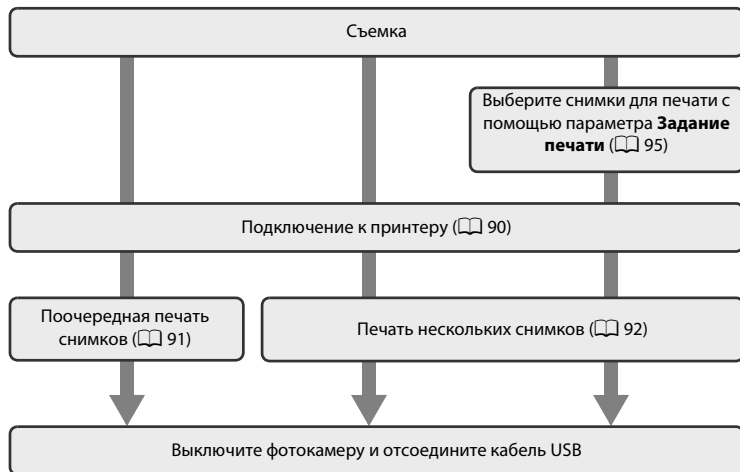 Съемка
Выберите снимки для печати с
помощью параметра Задание
печати (95)
Подключение к принтеру (90)
Поочередная печать
снимков (91)
Печать нескольких снимков (92)
Выключите фотокамеру и отсоедините кабель USB